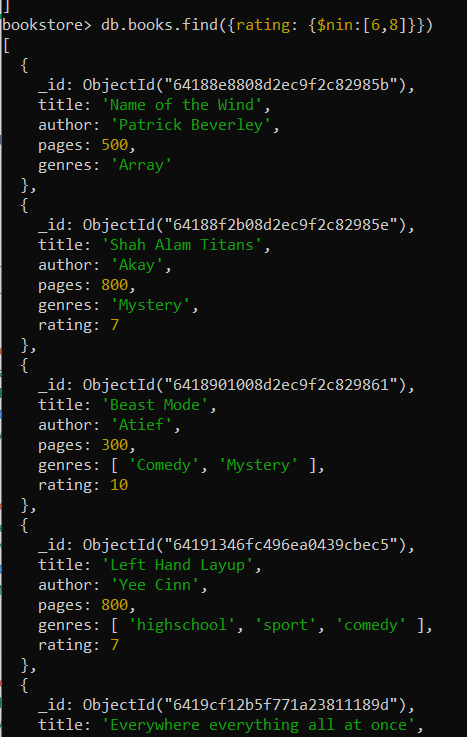 ]
bookstore> db.books.find({rating: {$nin:[6,8]}})
[
  {
    _id: ObjectId("64188e8808d2ec9f2c82985b"),
    title: 'Name of the Wind',
    author: 'Patrick Beverley',
    pages: 500,
    genres: 'Array'
  },
  {
    _id: ObjectId("64188f2b08d2ec9f2c82985e"),
    title: 'Shah Alam Titans',
    author: 'Akay',
    pages: 800,
    genres: 'Mystery',
    rating: 7
  },
  {
    _id: ObjectId("6418901008d2ec9f2c829861"),
    title: 'Beast Mode',
    author: 'Atief',
    pages: 300,
    genres: [ 'Comedy', 'Mystery' ],
    rating: 10
  },
  {
    _id: ObjectId("64191346fc496ea0439cbec5"),
    title: 'Left Hand Layup',
    author: 'Yee Cinn',
    pages: 800,
    genres: [ 'highschool', 'sport', 'comedy' ],
    rating: 7
  },
  {
    _id: ObjectId("6419cf12b5f771a23811189d"),
    title: 'Everywhere everything all at once',